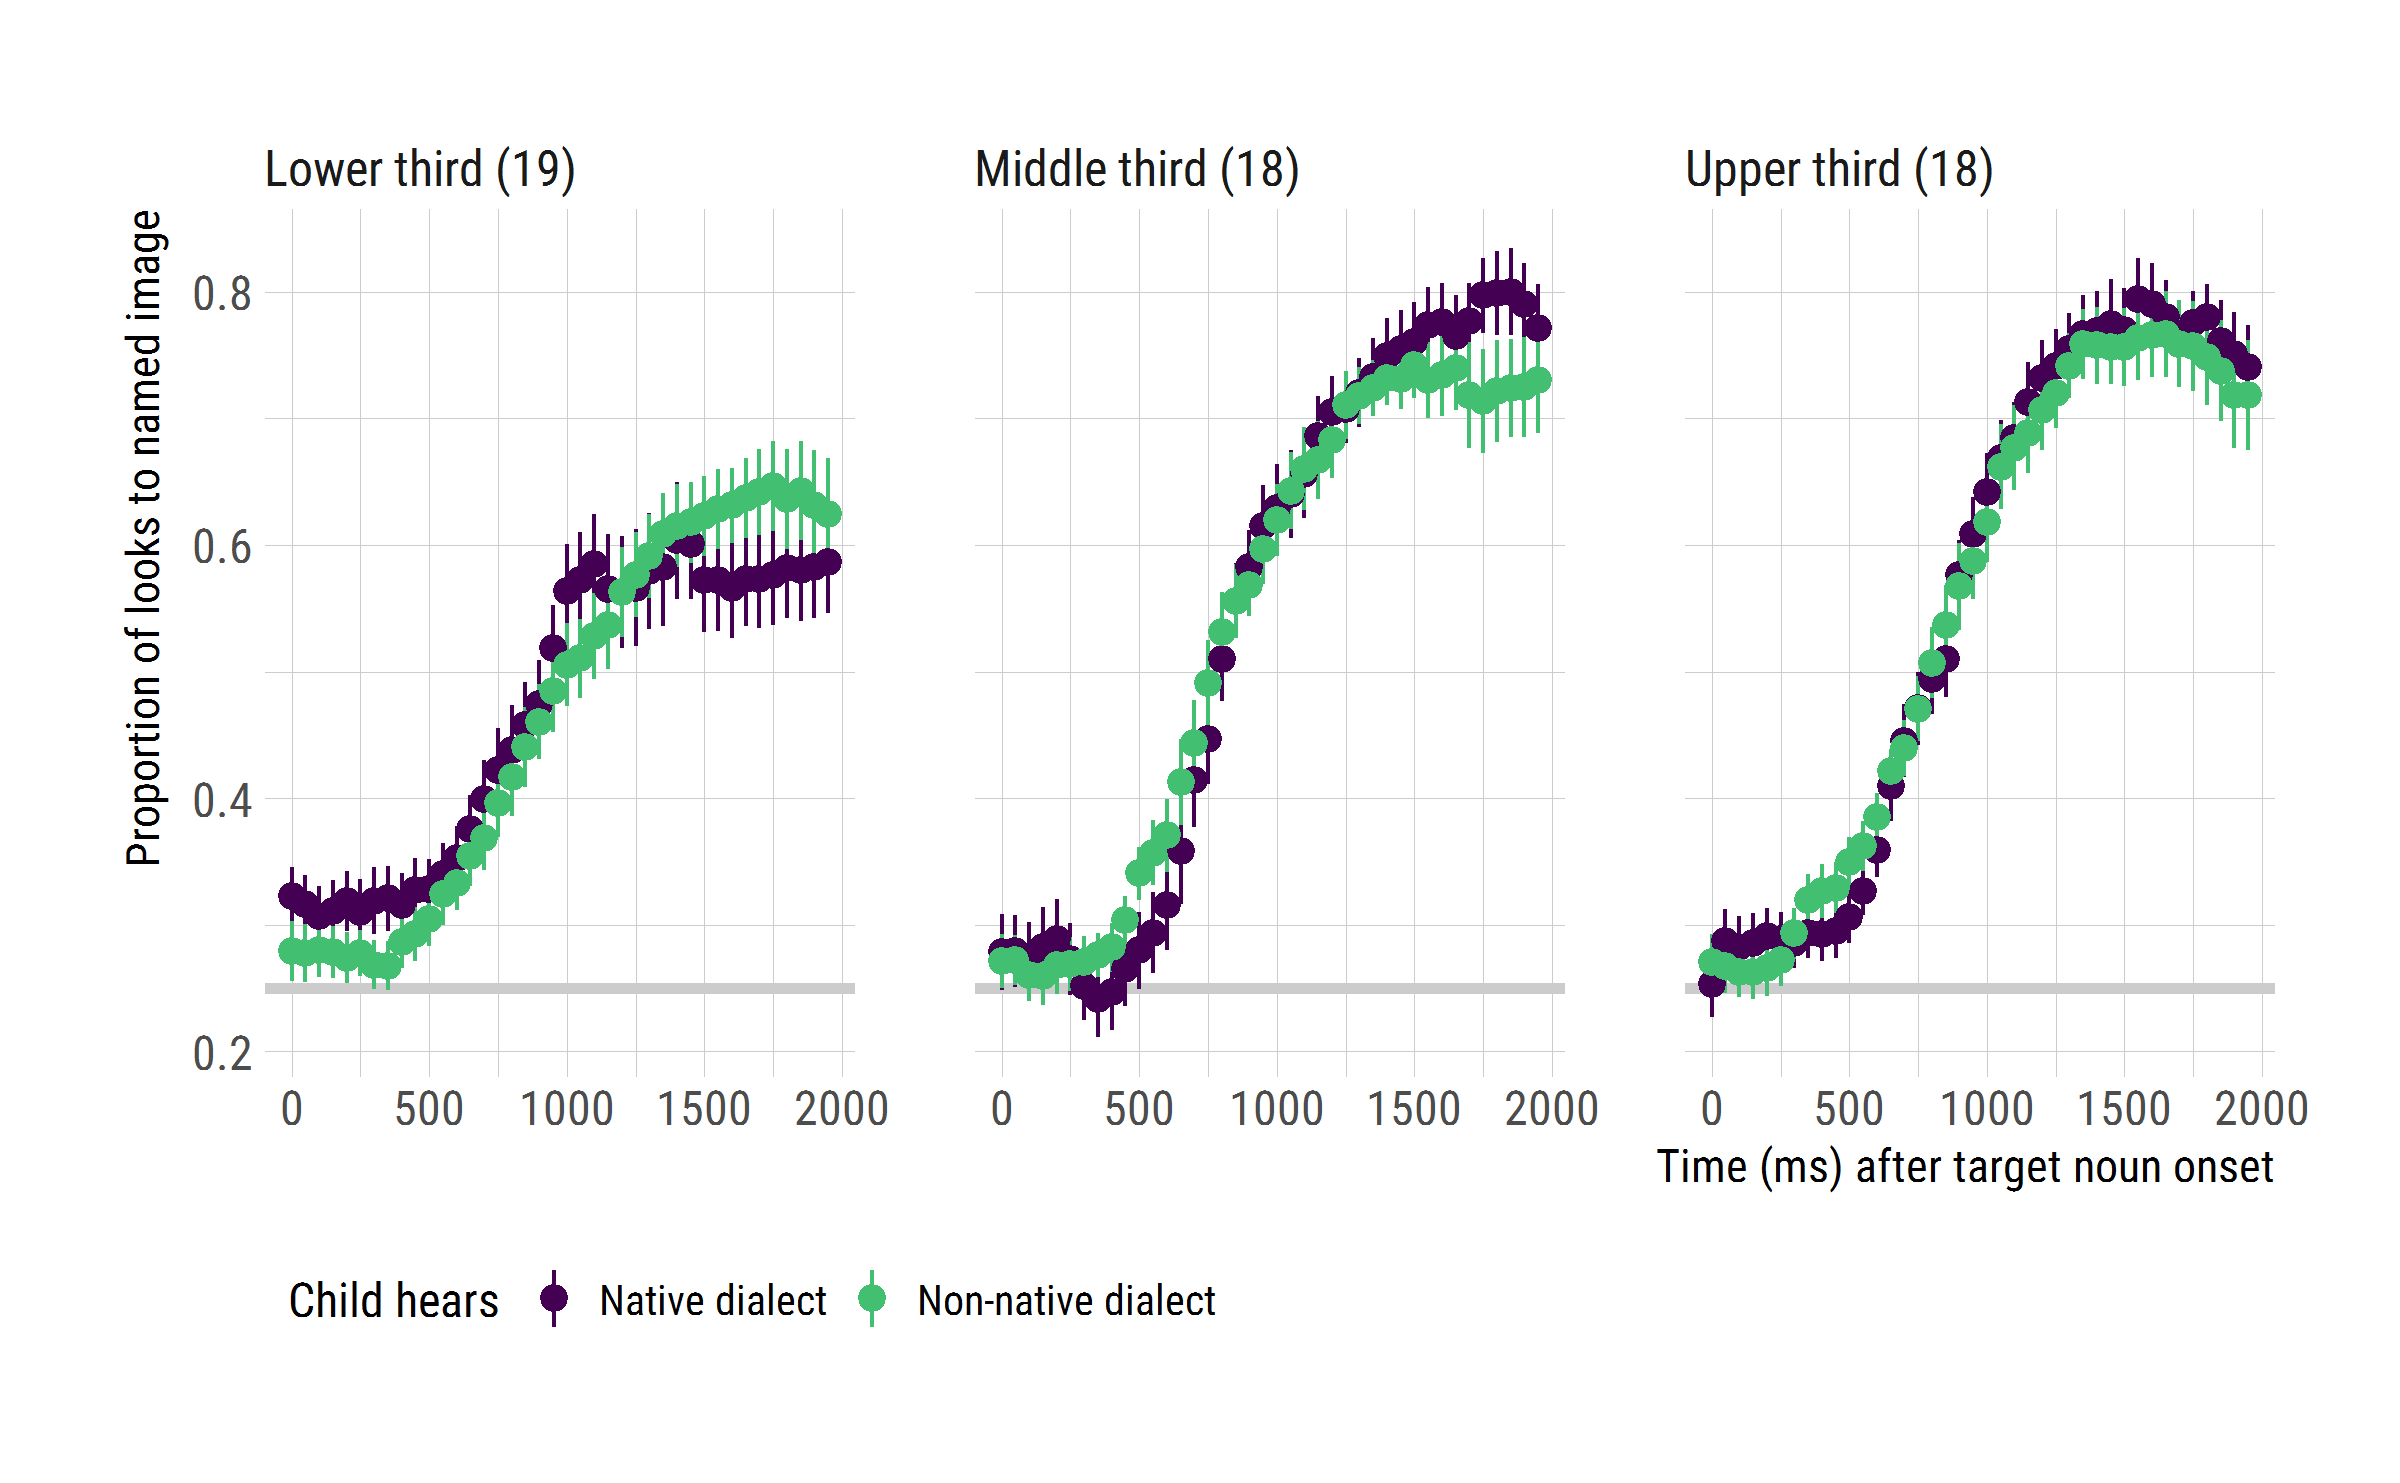 Lower third (19)
Middle third (18)
Upper third (18)
Proportion of looks to named image
0.8
0.6
0.4
0.2
0 500 1000 1500 2000
0 500 1000 1500 2000
0 500 1000 1500 2000
Time (ms) after target noun onset
Child hears Native dialect Non-native dialect